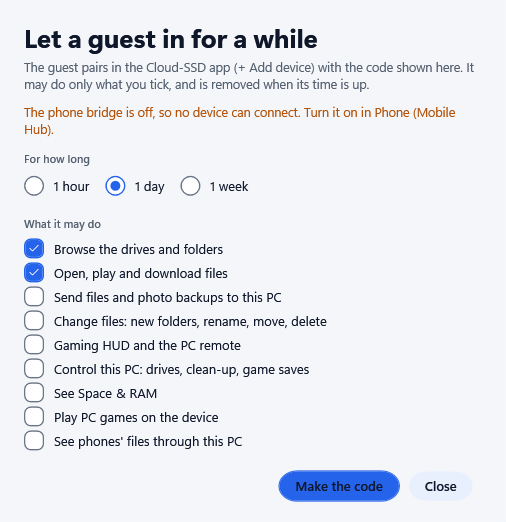 Let a guest in for a while
The guest pairs in the Cloud-SSD app (+ Add device) with the code shown here. It
may do only what you tick, and is removed when its time is up.
The phone bridge is off, so no device can connect. Turn it on in Phone (Mobile
Hub).
For how long
1 hour 1 day 1 week
What it may do
Browse the drives and folders
Open, play and download files
Send files and photo backups to this PC
Change files: new folders, rename, move, delete
Gaming HUD and the PC remote
Control this PC: drives, clean-up, game saves
See Space & RAM
Play PC games on the device
See phones' files through this PC
Make the code Close